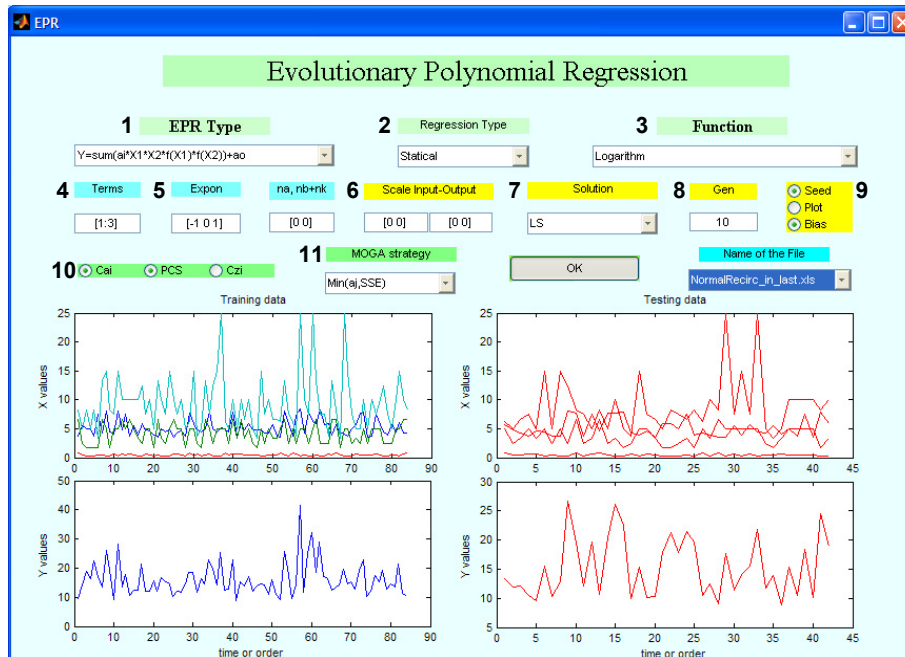 EPR
Evolutionary Polynomial Regression
1 EPR Type 2 Regression Type 3 Function
Y=sum(ai*X1*X2*f(X1)*f(X2))+ao Statical Logarithm
4 Terms 5 Expon na, nb+nk 6 Scale Input-Output 7 Solution 8 Gen Seed 9
Plot
[1:3] [-1 0 1] [0 0] [0 0] [0 0] LS 10 Bias
10 Cai PCS Czi 11 MOGA strategy OK Name of the File
Min(aj,SSE) NormalRecirc_in_last.xls
Training data
X values
25
20
15
10
5
0
0 10 20 30 40 50 60 70 80 90
Testing data
X values
25
20
15
10
5
0
0 5 10 15 20 25 30 35 40 45
Y values
50
40
30
20
10
0
0 10 20 30 40 50 60 70 80 90
time or order
Y values
30
25
20
15
10
5
0 5 10 15 20 25 30 35 40 45
time or order